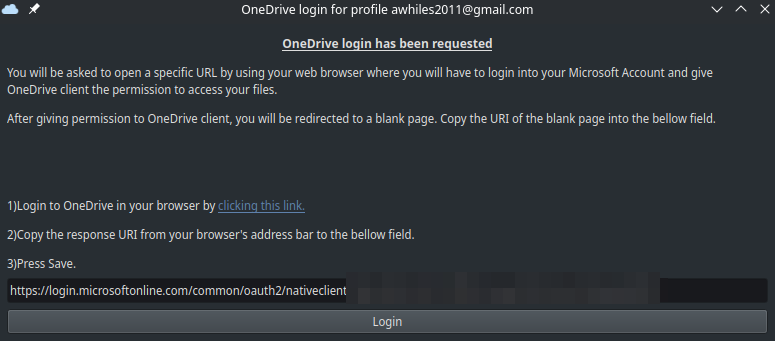 OneDrive login for profile awhiles2011@gmail.com
OneDrive login has been requested
You will be asked to open a specific URL by using your web browser where you will have to login into your Microsoft Account and give
OneDrive client the permission to access your files.
After giving permission to OneDrive client, you will be redirected to a blank page. Copy the URI of the blank page into the bellow field.
1)Login to OneDrive in your browser by clicking this link.
2)Copy the response URI from your browser's address bar to the bellow field.
3)Press Save.
https://login.microsoftonline.com/common/oauth2/nativeclient
Login